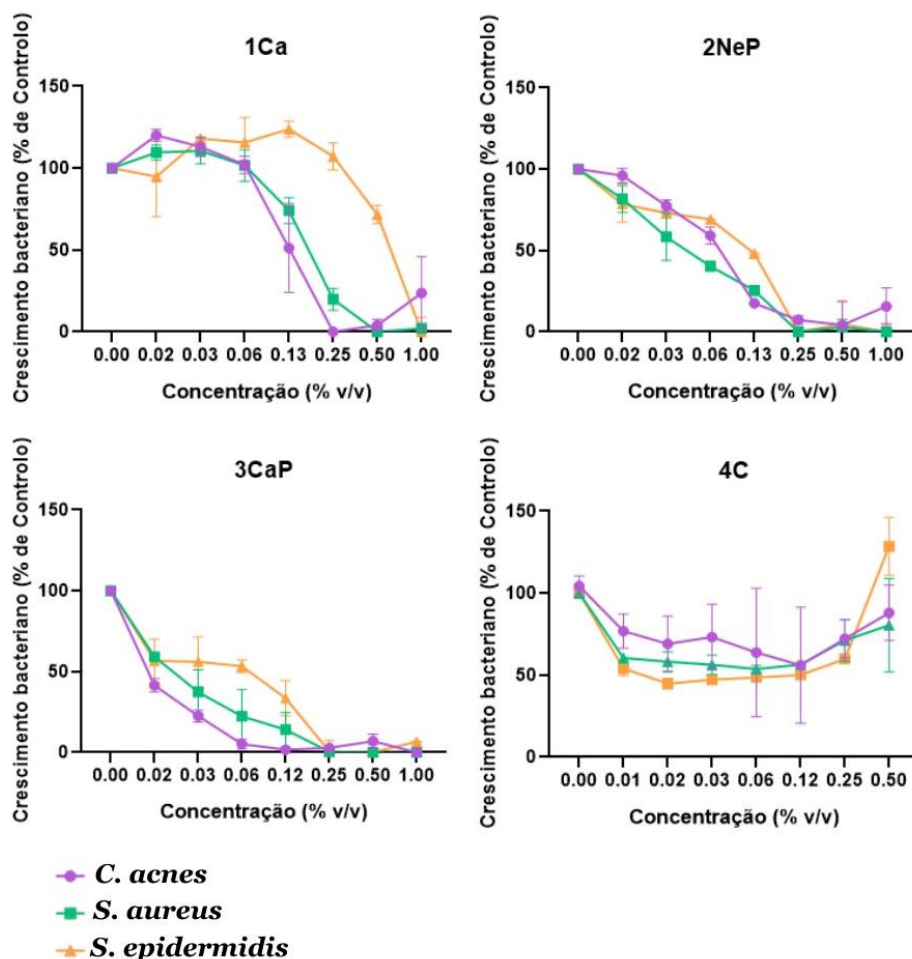 1Ca
Crescimento bacteriano (% de Controlo)
150
100
50
0
0.00 0.02 0.03 0.06 0.13 0.25 0.50 1.00
Concentração (% v/v)
2NeP
Crescimento bacteriano (% de Controlo)
150
100
50
0
0.00 0.02 0.03 0.06 0.13 0.25 0.50 1.00
Concentração (% v/v)
3CaP
Crescimento bacteriano (% de Controlo)
150
100
50
0
0.00 0.02 0.03 0.06 0.12 0.25 0.50 1.00
Concentração (% v/v)
4C
Crescimento bacteriano (% de Controlo)
150
100
50
0
0.00 0.01 0.02 0.03 0.06 0.12 0.25 0.50
Concentração (% v/v)
C. acnes
S. aureus
S. epidermidis